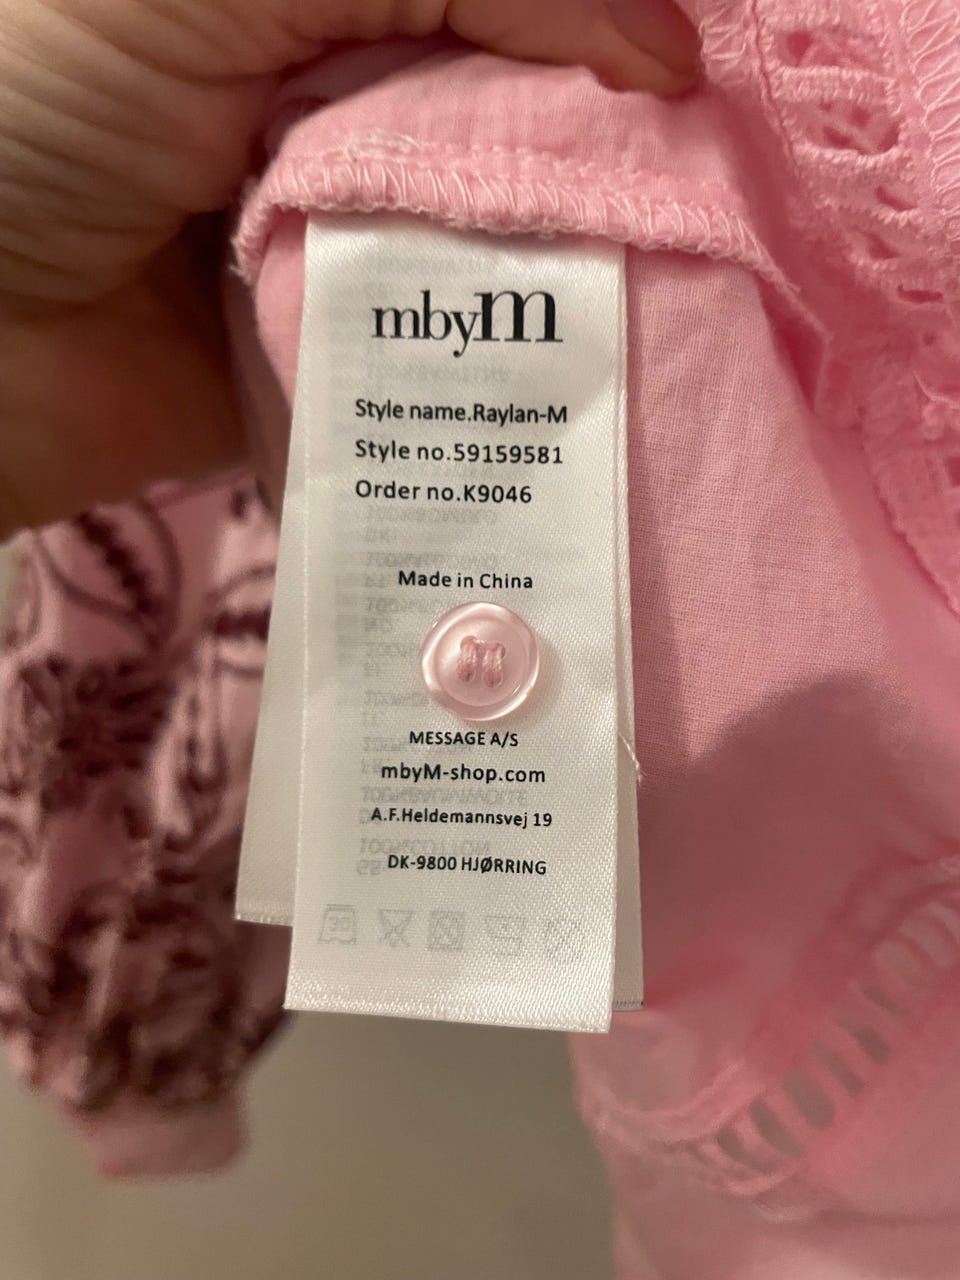 mbyM
Style name.Raylan-M
Style no.59159581
Order no.K9046
Made in China
MESSAGE A/S
mbyM-shop.com
A.F.Heldemannsvej 19
DK-9800 HJØRRING